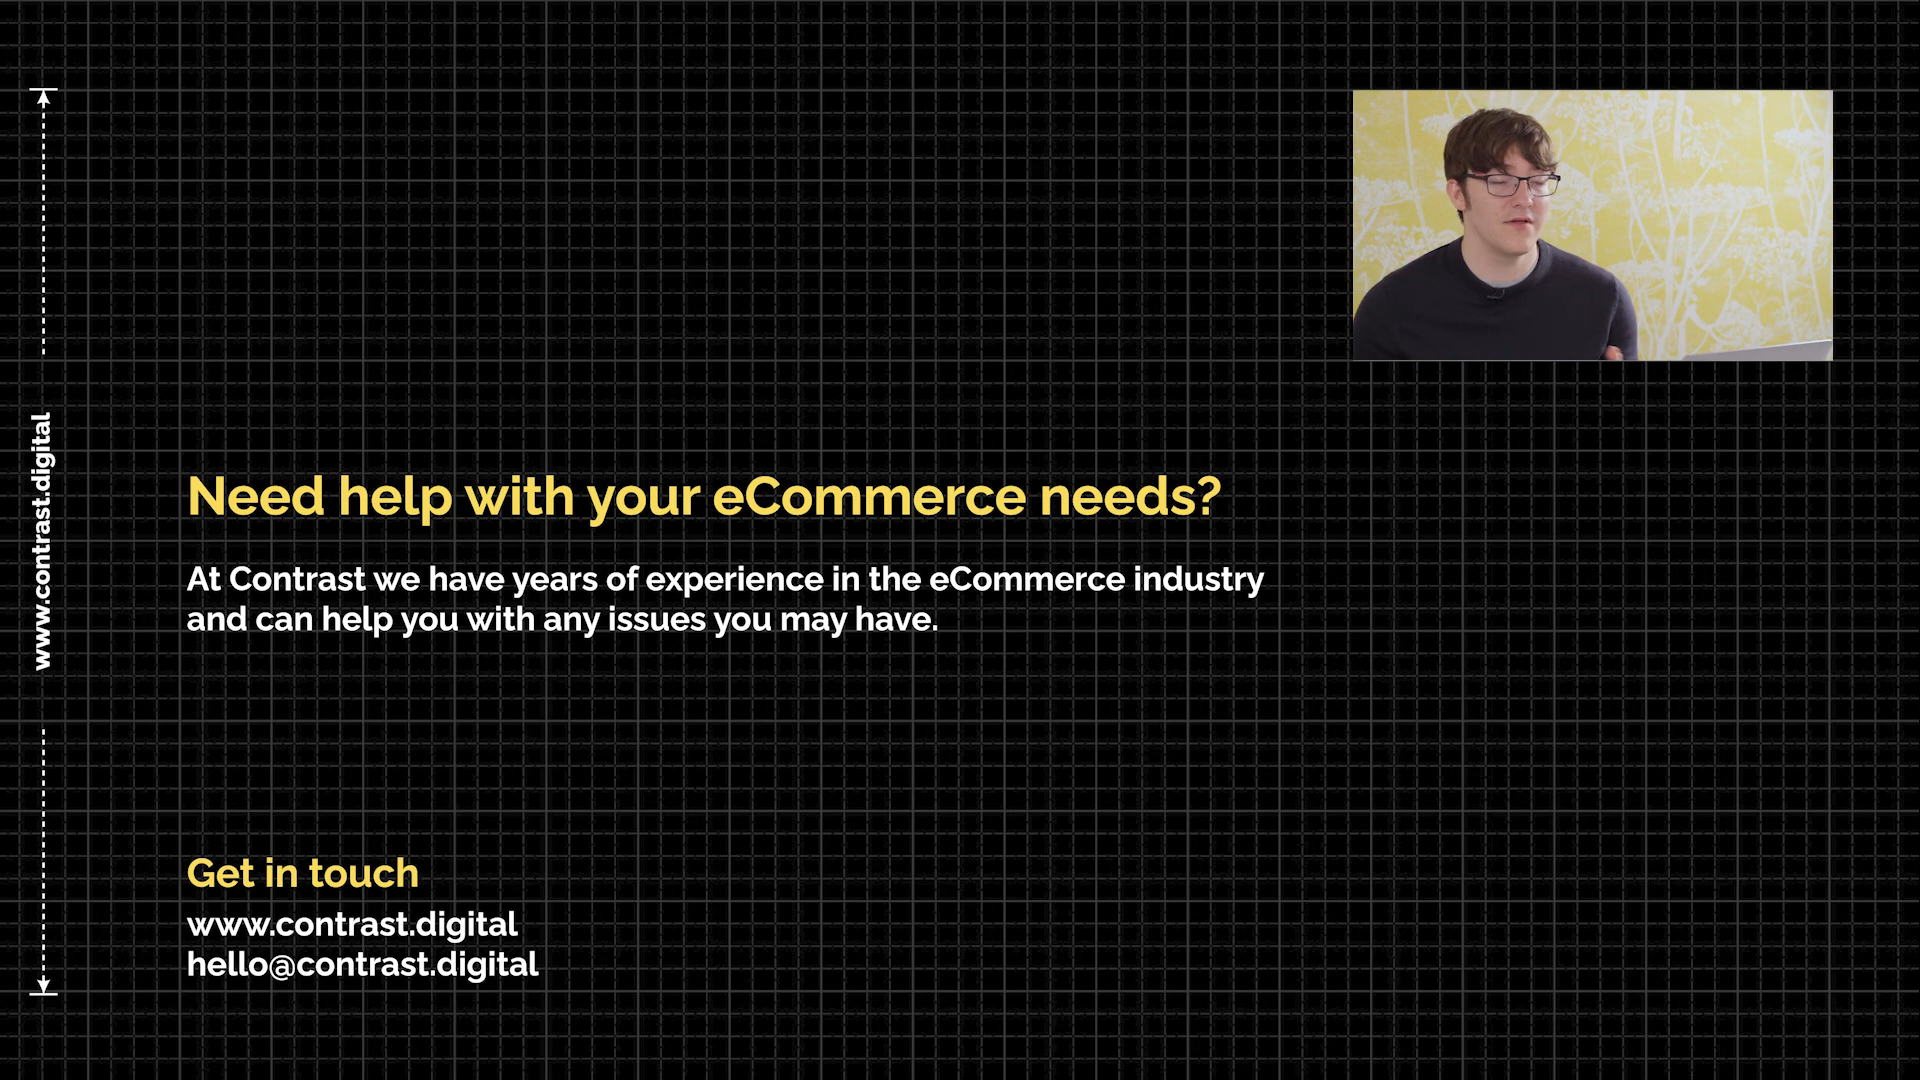 www.contrast.digital
Need help with your eCommerce needs?
At Contrast we have years of experience in the eCommerce industry
and can help you with any issues you may have.
Get in touch
www.contrast.digital
hello@contrast.digital